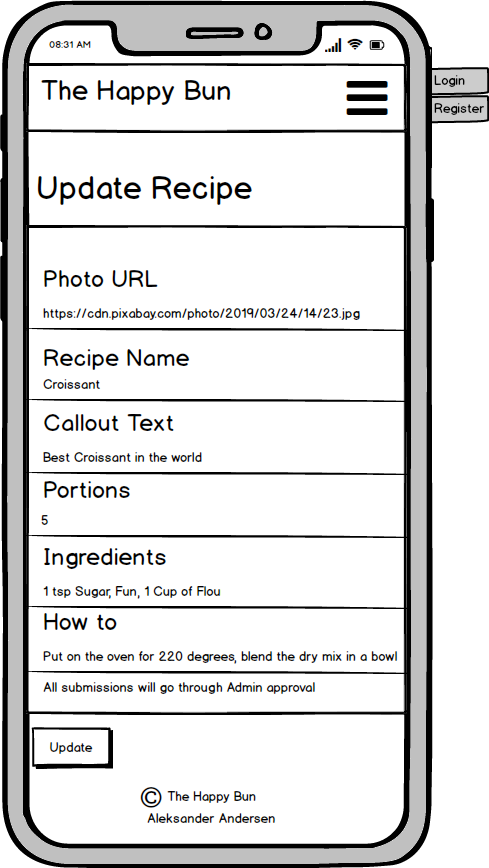 08:31 AM
The Happy Bun
Login
Register
Update Recipe
Photo URL
https://cdn.pixabay.com/photo/2019/03/24/14/23.jpg
Recipe Name
Croissant
Callout Text
Best Croissant in the world
Portions
5
Ingredients
1 tsp Sugar, Fun, 1 Cup of Flou
How to
Put on the oven for 220 degrees, blend the dry mix in a bowl
All submissions will go through Admin approval
Update
© The Happy Bun
Aleksander Andersen